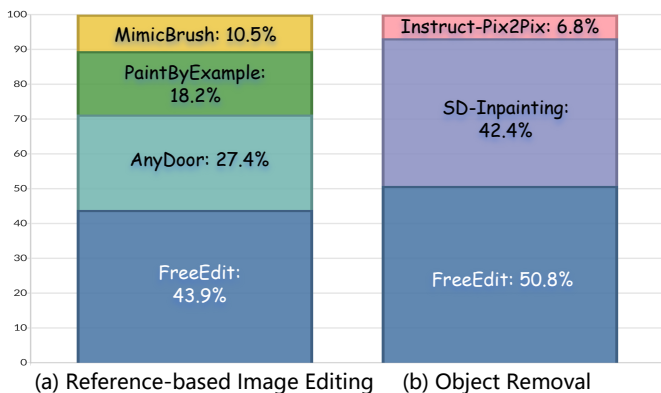 100
90
80
70
60
50
40
30
20
10
0
MimicBrush: 10.5%
PaintByExample:
18.2%
AnyDoor: 27.4%
FreeEdit:
43.9%
Instruct-Pix2Pix: 6.8%
SD-Inpainting:
42.4%
FreeEdit: 50.8%
(a) Reference-based Image Editing
(b) Object Removal